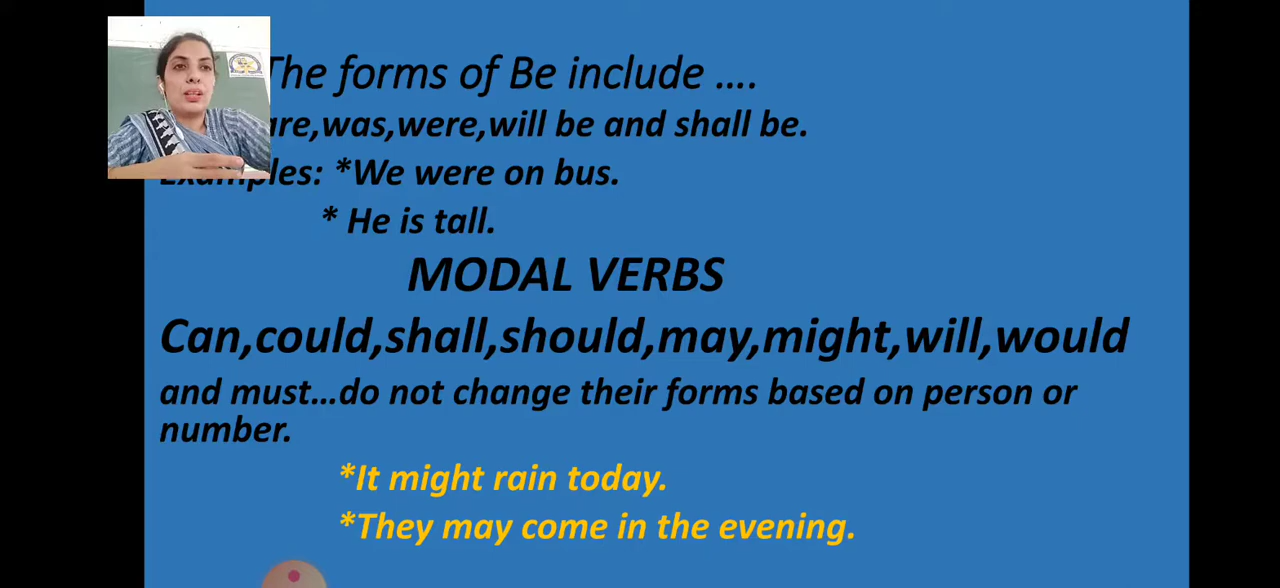 The forms of Be include ….
are,was,were,will be and shall be.
Examples: *We were on bus.
* He is tall.
MODAL VERBS
Can,could,shall,should,may,might,will,would
and must…do not change their forms based on person or
number.
*It might rain today.
*They may come in the evening.